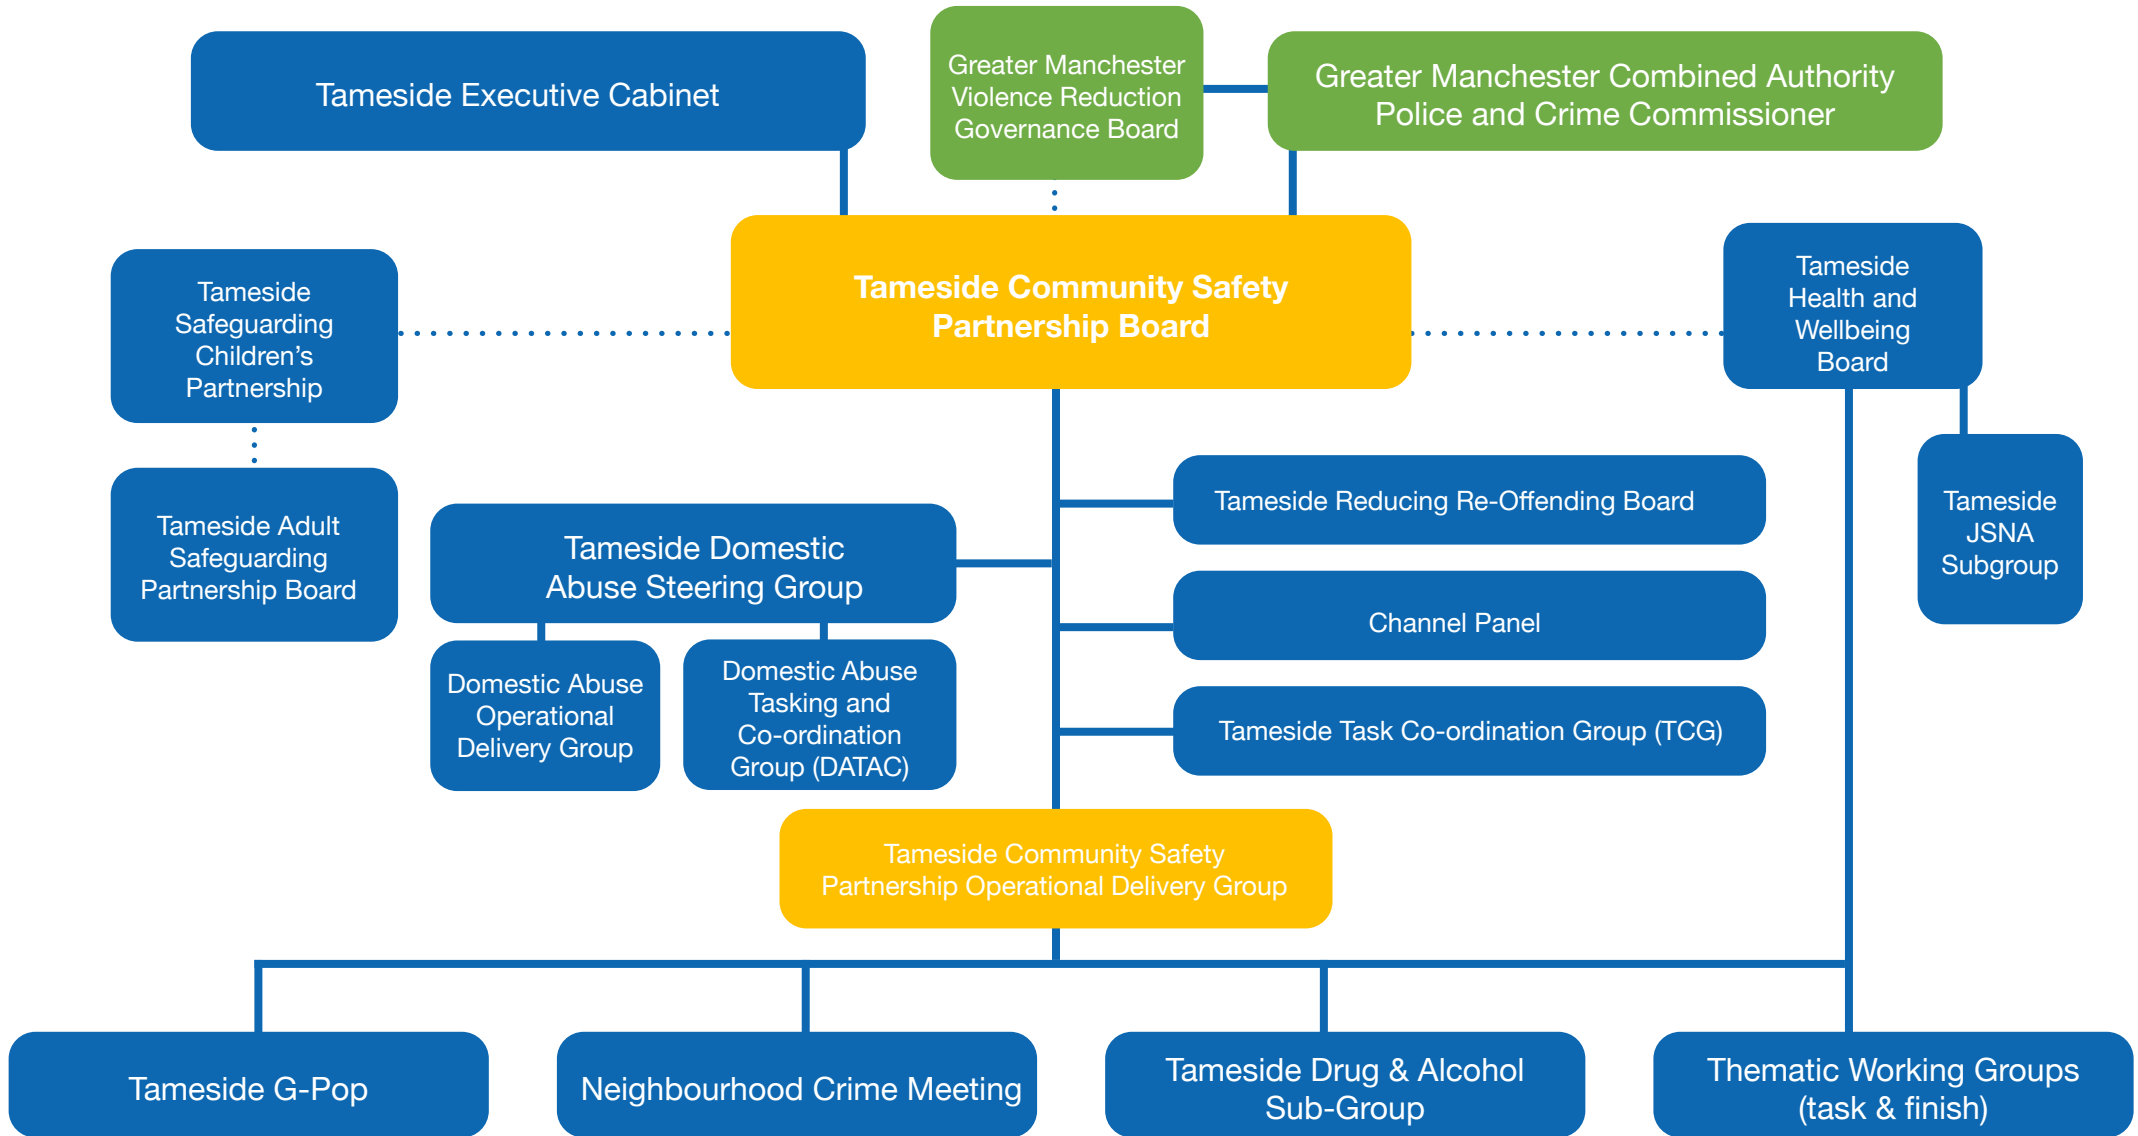 Tameside Executive Cabinet
Greater Manchester
Violence Reduction
Governance Board
Greater Manchester Combined Authority
Police and Crime Commissioner
Tameside
Safeguarding
Children’s
Partnership
Tameside Community Safety
Partnership Board
Tameside
Health and
Wellbeing
Board
Tameside Adult
Safeguarding
Partnership Board
Tameside Domestic
Abuse Steering Group
Tameside Reducing Re-Offending Board
Tameside
JSNA
Subgroup
Channel Panel
Domestic Abuse
Operational
Delivery Group
Domestic Abuse
Tasking and
Co-ordination
Group (DATAC)
Tameside Task Co-ordination Group (TCG)
Tameside Community Safety
Partnership Operational Delivery Group
Tameside G-Pop
Neighbourhood Crime Meeting
Tameside Drug & Alcohol
Sub-Group
Thematic Working Groups
(task & finish)